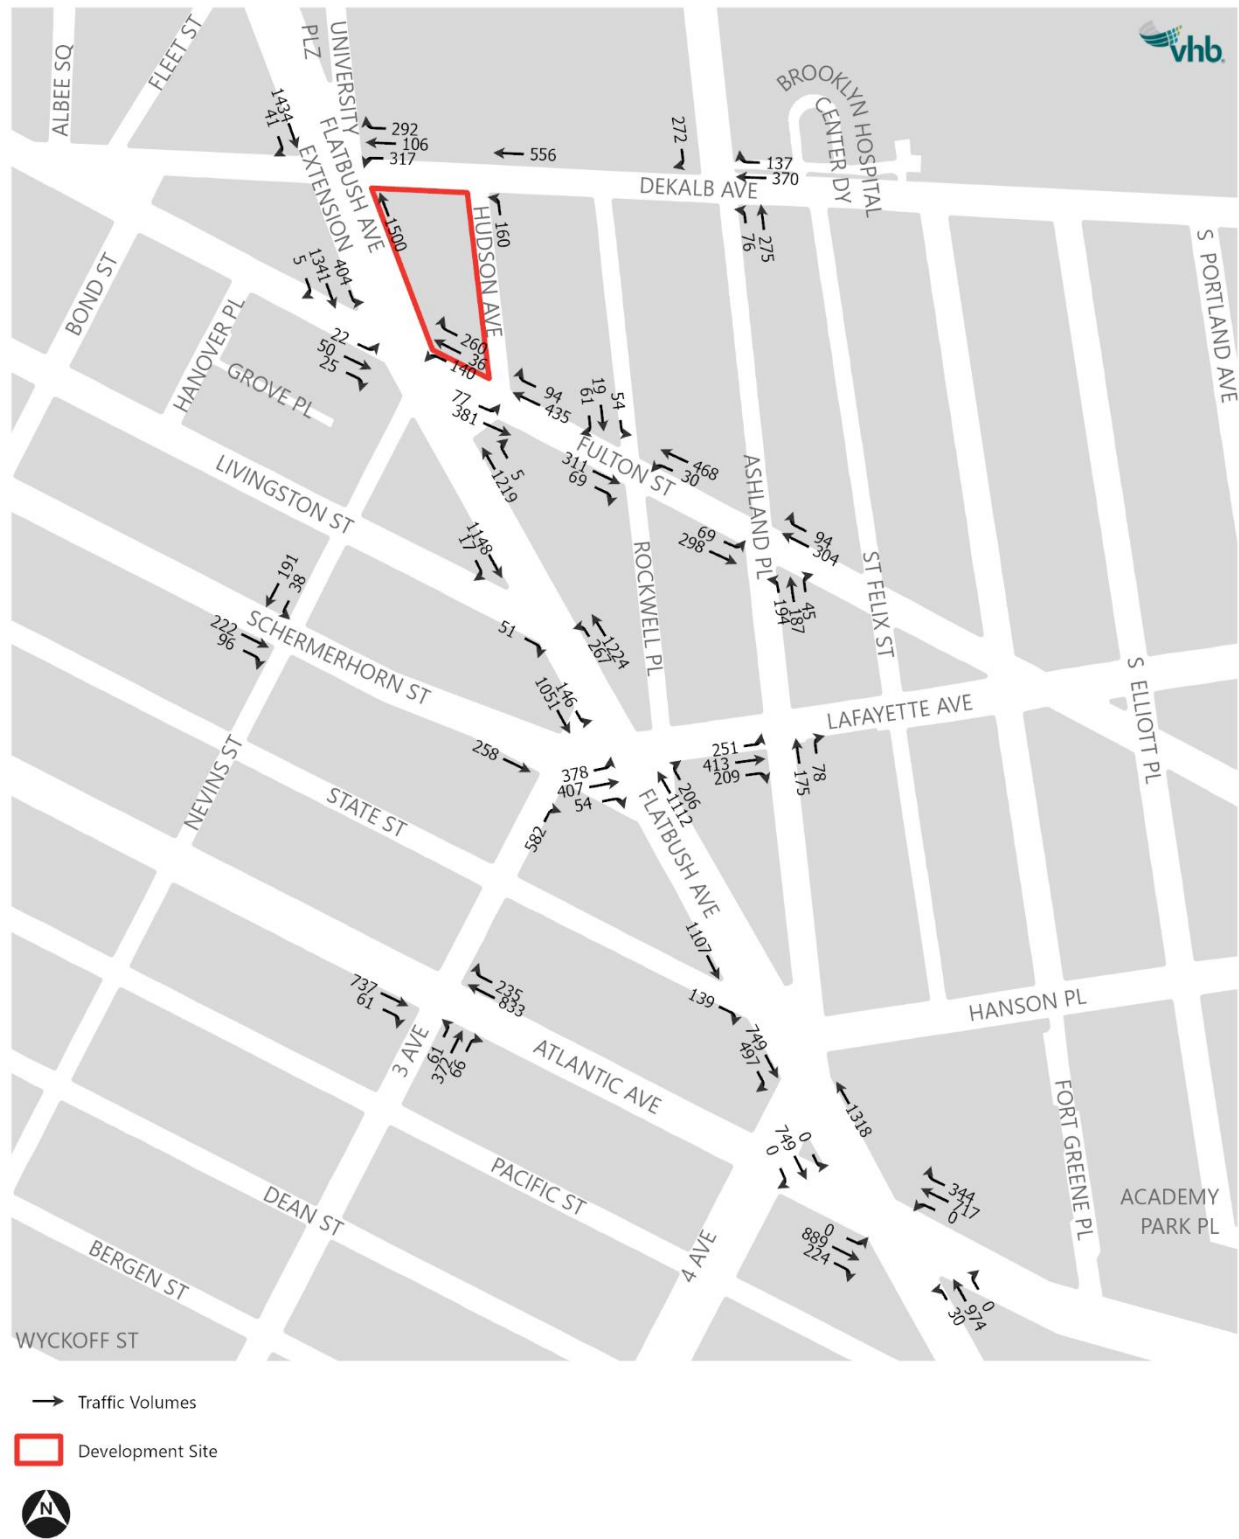 vhb.
ALBEE SQ
FLEET ST
PLZ
UNIVERSITY
BROOKLYN HOSPITAL
CENTER DY
1434
41
FLATBUSH AVE
EXTENSION
292
106
317
556
272
137
370
DEKALB AVE
76
275
1500
HUDSON AVE
160
S PORTLAND AVE
BOND ST
5
1341
404
HANOVER PL
GROVE PL
22
50
25
260
36
140
77
381
94
435
61
19
54
FULTON ST
311
69
468
30
5
1219
LIVINGSTON ST
ASHLAND PL
69
298
94
304
1148
17
ROCKWELL PL
ST FELIX ST
194
187
45
191
38
222
96
SCHERMERHORN ST
51
267
1224
1051
146
S ELLIOTT PL
LAFAYETTE AVE
258
378
407
54
251
413
209
175
78
206
1112
NEVINS ST
STATE ST
582
FLATBUSH AVE
1107
139
737
61
235
833
HANSON PL
3 AVE
61
372
66
ATLANTIC AVE
749
497
1318
FORT GREENE PL
0
749
0
PACIFIC ST
344
717
0
ACADEMY
PARK PL
DEAN ST
0
889
224
BERGEN ST
4 AVE
30
974
0
WYCKOFF ST
Traffic Volumes
Development Site
N